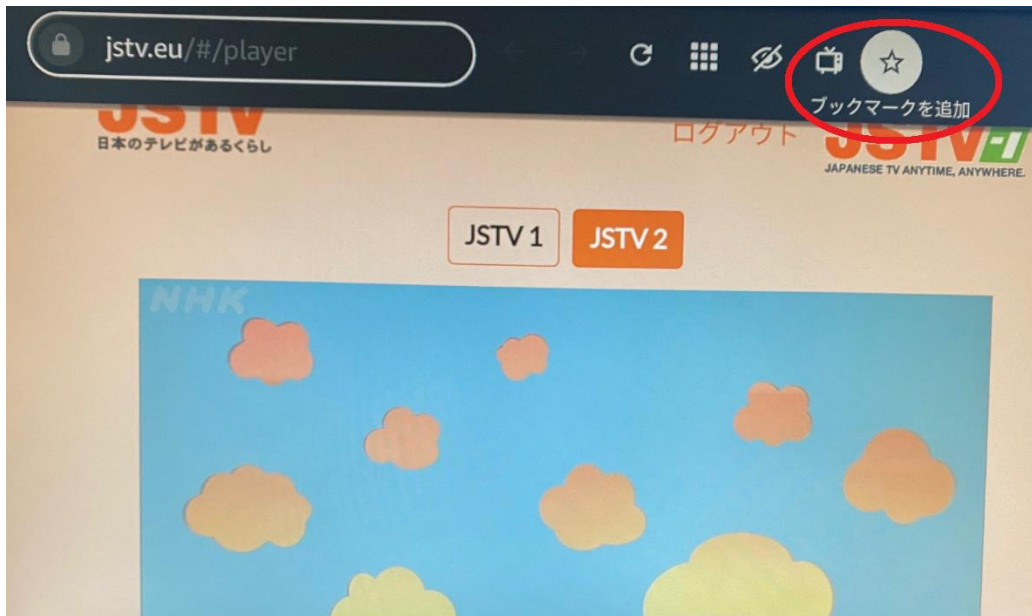 jstv.eu/#/player
ブックマークを追加
JSTV
日本のテレビがあるくらし
ログアウト
JSTV-i
JAPANESE TV ANYTIME, ANYWHERE.
JSTV 1
JSTV 2
NHK